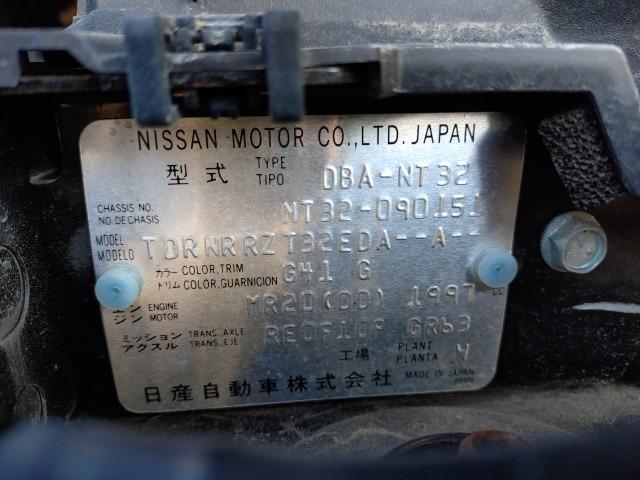 NISSAN MOTOR CO.,LTD. JAPAN
型式 TYPE TIPO DBA-NT32
CHASSIS NO. NO.DE CHASIS NT32-090151
MODEL MODELO TDRNRRZ T32EDA--A--
カラー COLOR,TRIM トリム COLOR,GUARNICION G41 G
エンジン ENGINE MOTOR MR20(DD) 1997 CC
ミッション TRANS.,AXLE アクスル TRANS.,EJE RE0F10F GR63
工場 PLANT PLANTA
日産自動車株式会社 MADE IN JAPAN